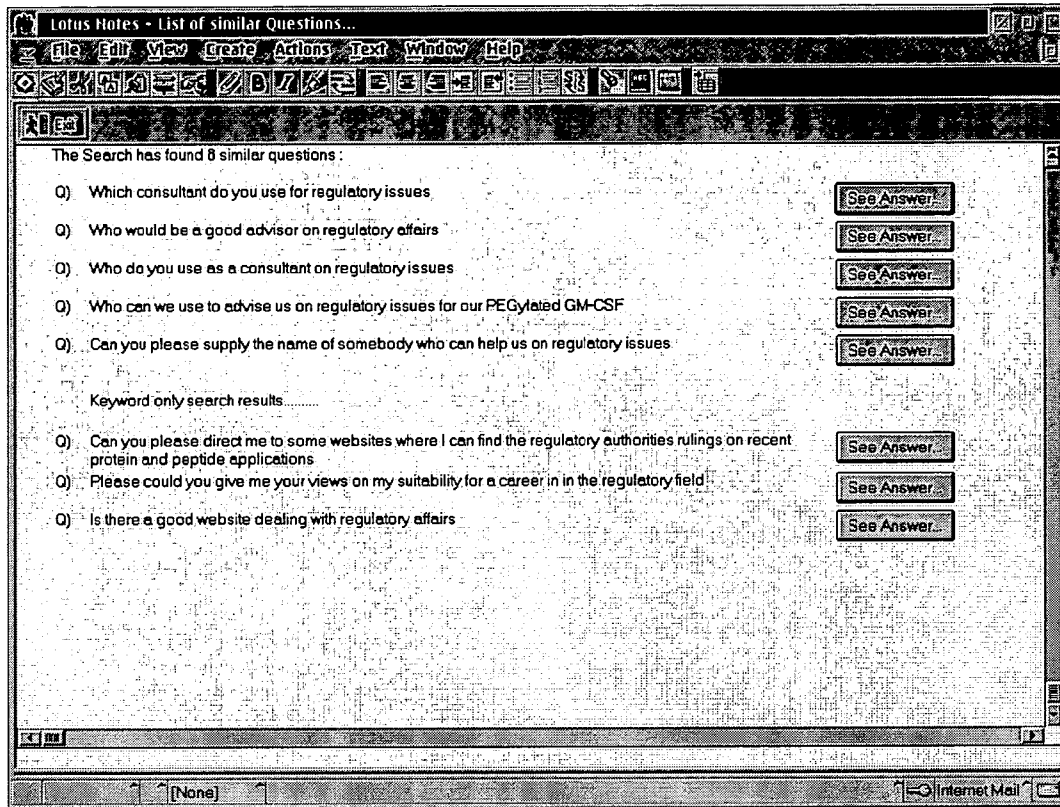 Lotus Notes - List of similar Questions...
File Edit View Create Actions Text Window Help
Exit
The Search has found 8 similar questions :
Q) Which consultant do you use for regulatory issues See Answer...
Q) Who would be a good advisor on regulatory affairs See Answer...
Q) Who do you use as a consultant on regulatory issues See Answer...
Q) Who can we use to advise us on regulatory issues for our PEGylated GM-CSF See Answer...
Q) Can you please supply the name of somebody who can help us on regulatory issues See Answer...
Keyword only search results..........
Q) Can you please direct me to some websites where I can find the regulatory authorities rulings on recent See Answer...
protein and peptide applications
Q) Please could you give me your views on my suitability for a career in in the regulatory field See Answer...
Q) Is there a good website dealing with regulatory affairs See Answer...
[None] Internet Mail